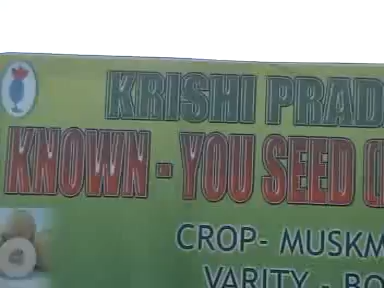 KRISHI PRAD
KNOWN - YOU SEED (I
CROP- MUSKM
VARITY - BO